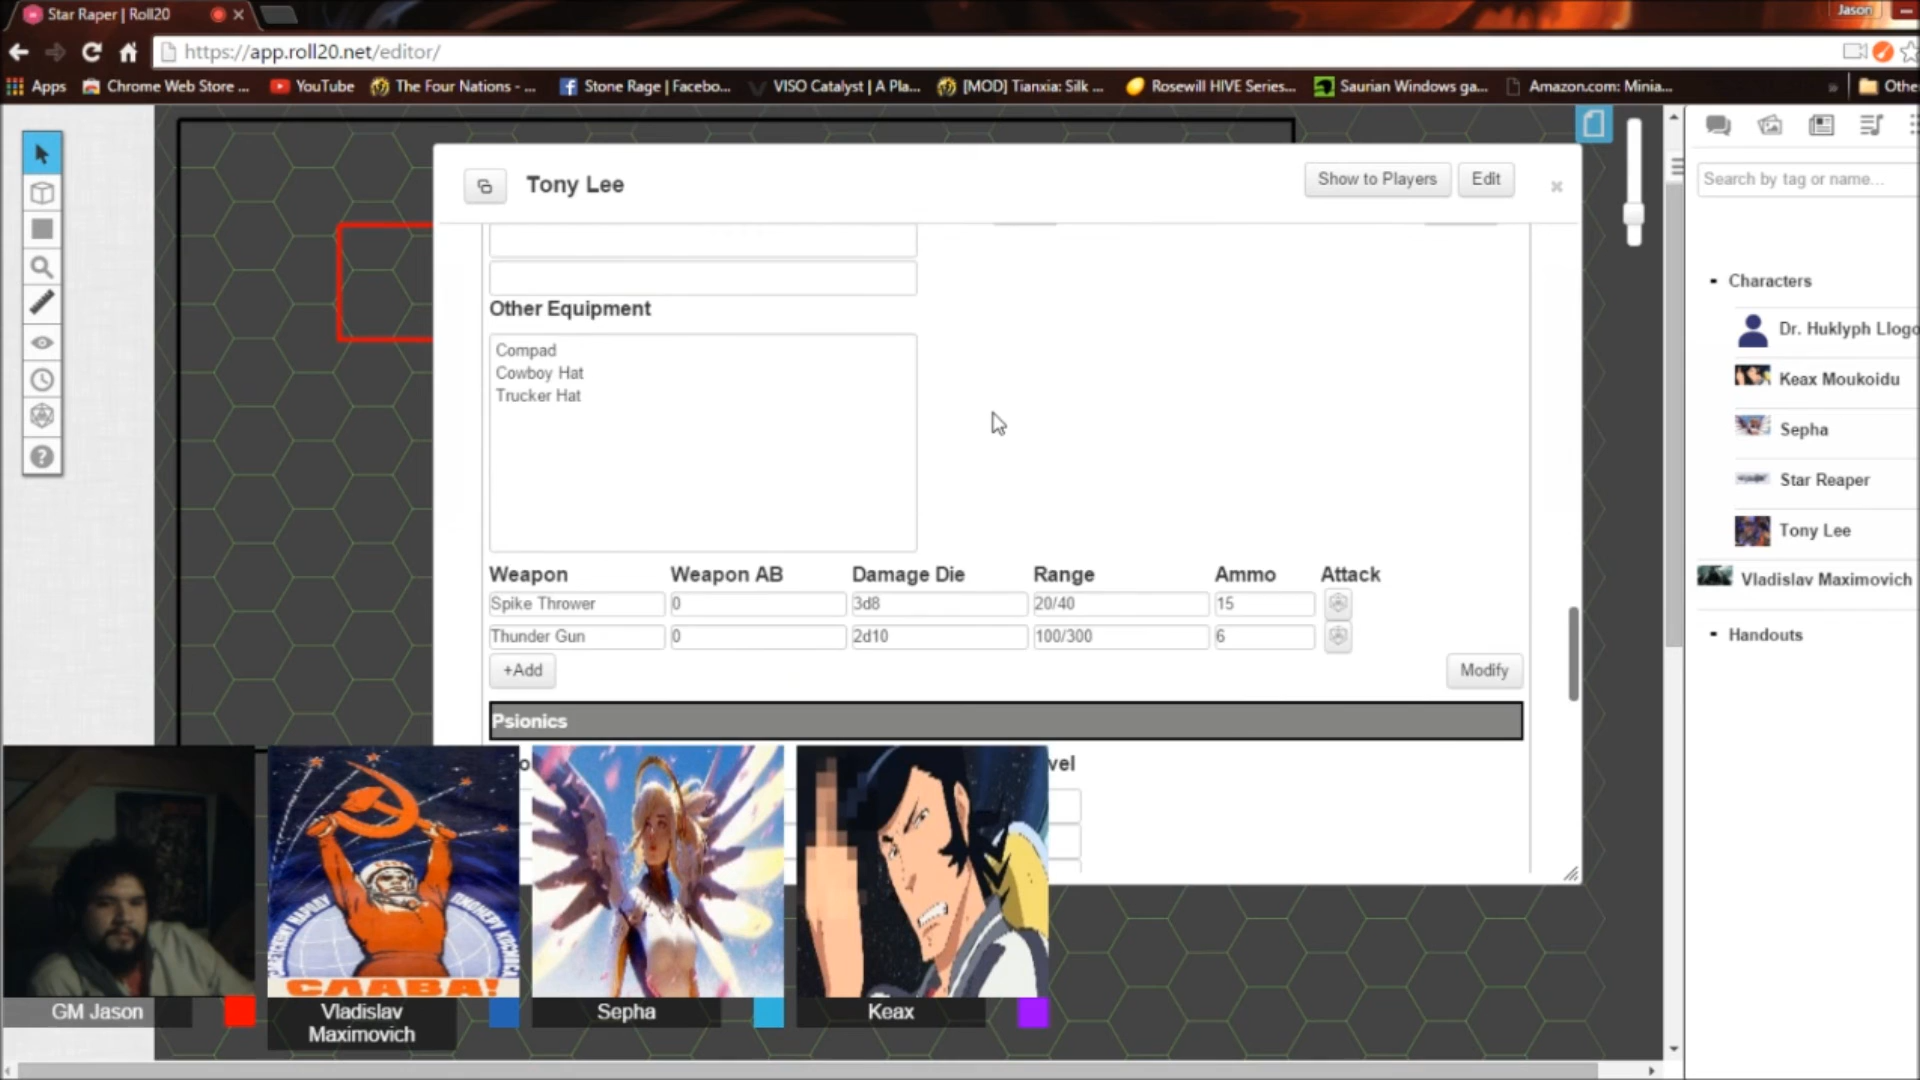 Star Raper | Roll20
Jason
https://app.roll20.net/editor/
Apps
Chrome Web Store ...
YouTube
The Four Nations - ...
Stone Rage | Facebo...
VISO Catalyst | A Pla...
[MOD] Tianxia: Silk ...
Rosewill HIVE Series...
Saurian Windows ga...
Amazon.com: Minia...
Othe
Tony Lee
Show to Players
Edit
Other Equipment
Compad
Cowboy Hat
Trucker Hat
Weapon Weapon AB Damage Die Range Ammo Attack
Spike Thrower 0 3d8 20/40 15
Thunder Gun 0 2d10 100/300 6
+Add
Modify
Psionics
vel
Search by tag or name...
Characters
Dr. Huklyph Llogo
Keax Moukoidu
Sepha
Star Reaper
Tony Lee
Vladislav Maximovich
Handouts
СЛАВА!
GM Jason
Vladislav
Maximovich
Sepha
Keax